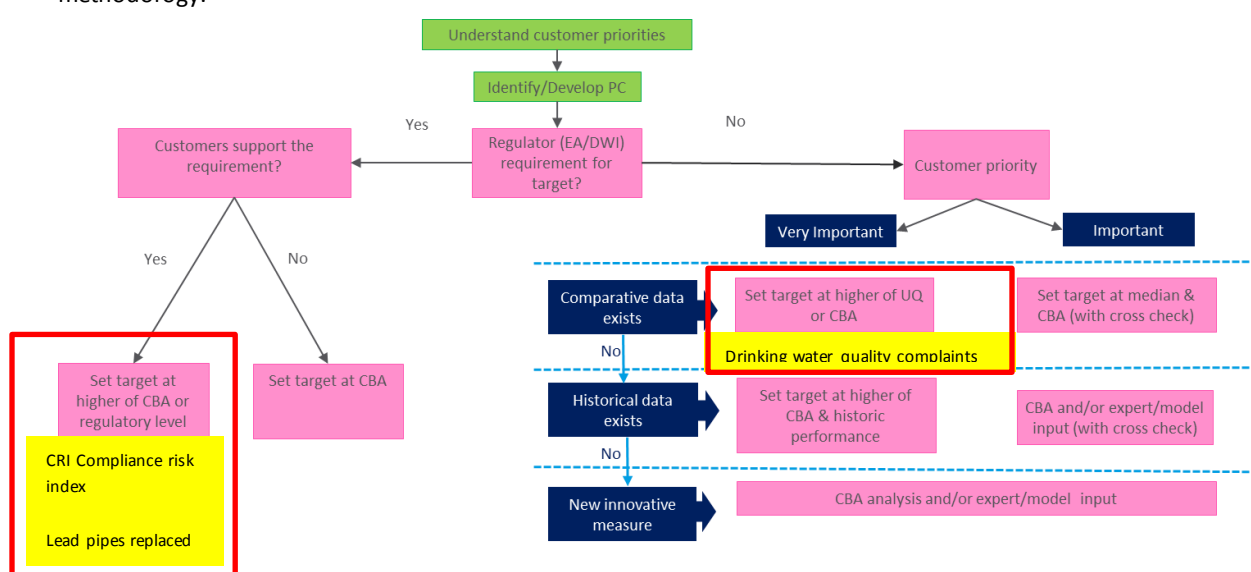 methodology.
Understand customer priorities
Identify/Develop PC
Yes
No
Customers support the
requirement?
Regulator (EA/DWI)
requirement for
target?
Customer priority
Very Important
Important
Yes
No
Comparative data
exists
Set target at higher of UQ
or CBA
Set target at median &
CBA (with cross check)
No
Drinking water quality complaints
Set target at
higher of CBA or
regulatory level
Set target at CBA
Historical data
exists
Set target at higher of
CBA & historic
performance
CBA and/or expert/model
input (with cross check)
CRI Compliance risk
index
No
Lead pipes replaced
New innovative
measure
CBA analysis and/or expert/model input